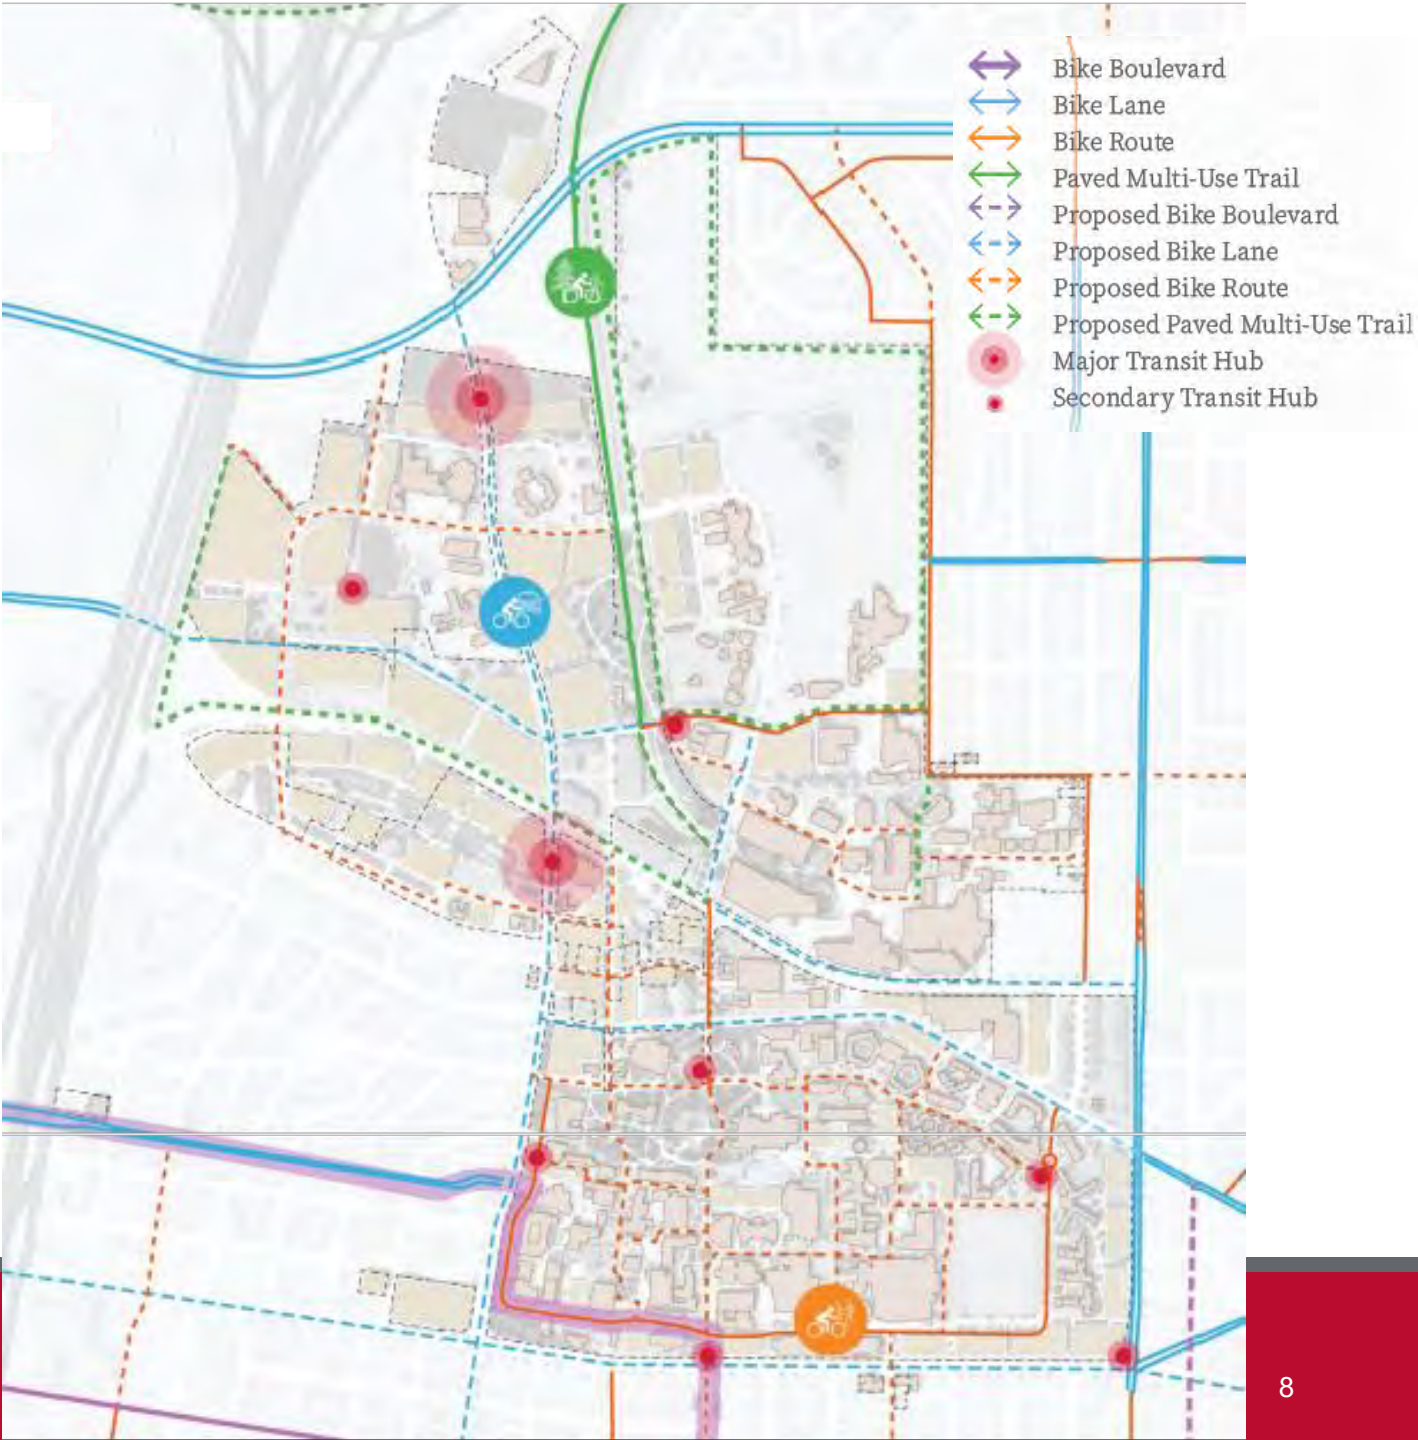 Bike Boulevard
Bike Lane
Bike Route
Paved Multi-Use Trail
Proposed Bike Boulevard
Proposed Bike Lane
Proposed Bike Route
Proposed Paved Multi-Use Trail
Major Transit Hub
Secondary Transit Hub
8